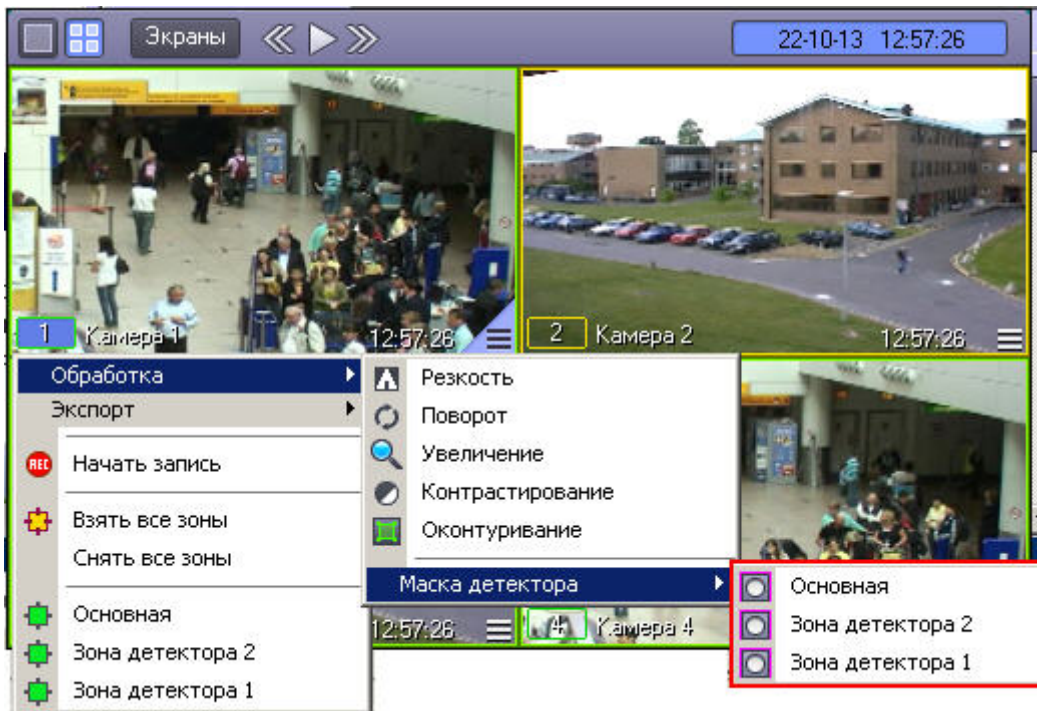 Экраны
22-10-13 12:57:26
1 Камера 1 12:57:26
2 Камера 2 12:57:26
Обработка
Экспорт
REC Начать запись
Взять все зоны
Снять все зоны
Основная
Зона детектора 2
Зона детектора 1
Резкость
Поворот
Увеличение
Контрастирование
Оконтуривание
Маска детектора
Основная
Зона детектора 2
Зона детектора 1
12:57:26
4 Камера 4